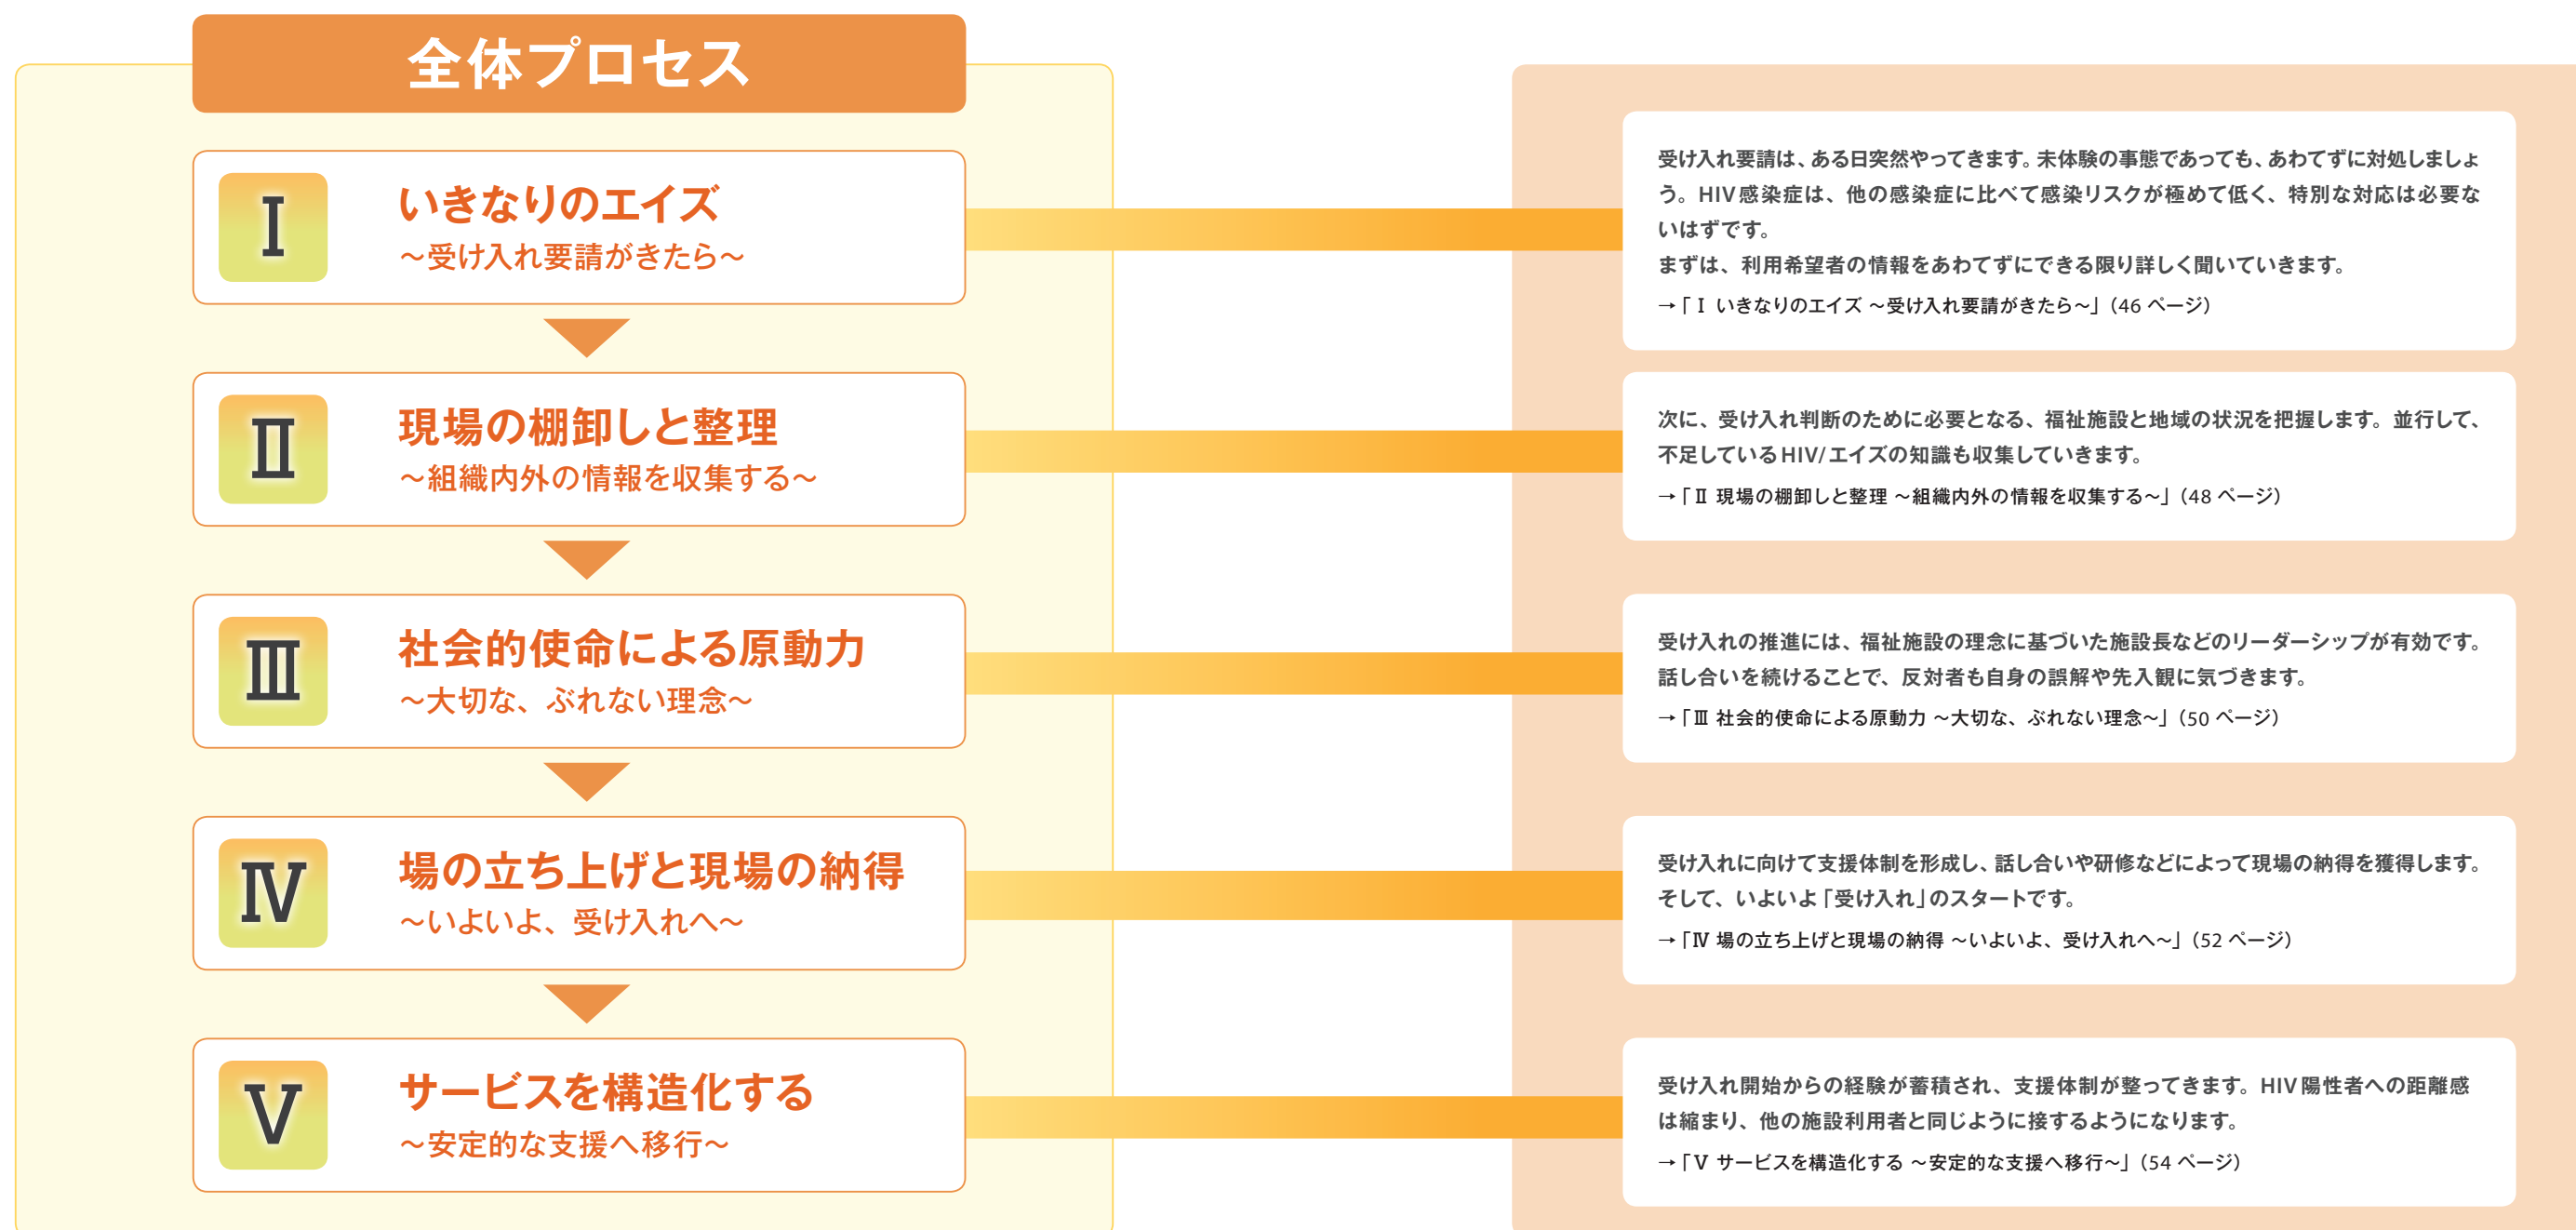 全体プロセス
Ⅰ
いきなりのエイズ
～受け入れ要請がきたら～
受け入れ要請は、ある日突然やってきます。未体験の事態であっても、あわてずに対処しましょ
う。HIV感染症は、他の感染症に比べて感染リスクが極めて低く、特別な対応は必要な
いはずです。
まずは、利用希望者の情報をあわてずにできる限り詳しく聞いていきます。
→「Ⅰ いきなりのエイズ ～受け入れ要請がきたら～」（46 ページ）
Ⅱ
現場の棚卸しと整理
～組織内外の情報を収集する～
次に、受け入れ判断のために必要となる、福祉施設と地域の状況を把握します。並行して、
不足しているHIV/エイズの知識も収集していきます。
→「Ⅱ 現場の棚卸しと整理 ～組織内外の情報を収集する～」（48 ページ）
Ⅲ
社会的使命による原動力
～大切な、ぶれない理念～
受け入れの推進には、福祉施設の理念に基づいた施設長などのリーダーシップが有効です。
話し合いを続けることで、反対者も自身の誤解や先入観に気づきます。
→「Ⅲ 社会的使命による原動力 ～大切な、ぶれない理念～」（50 ページ）
Ⅳ
場の立ち上げと現場の納得
～いよいよ、受け入れへ～
受け入れに向けて支援体制を形成し、話し合いや研修などによって現場の納得を獲得します。
そして、いよいよ「受け入れ」のスタートです。
→「Ⅳ 場の立ち上げと現場の納得 ～いよいよ、受け入れへ～」（52 ページ）
Ⅴ
サービスを構造化する
～安定的な支援へ移行～
受け入れ開始からの経験が蓄積され、支援体制が整ってきます。HIV陽性者への距離感
は縮まり、他の施設利用者と同じように接するようになります。
→「Ⅴ サービスを構造化する ～安定的な支援へ移行～」（54 ページ）